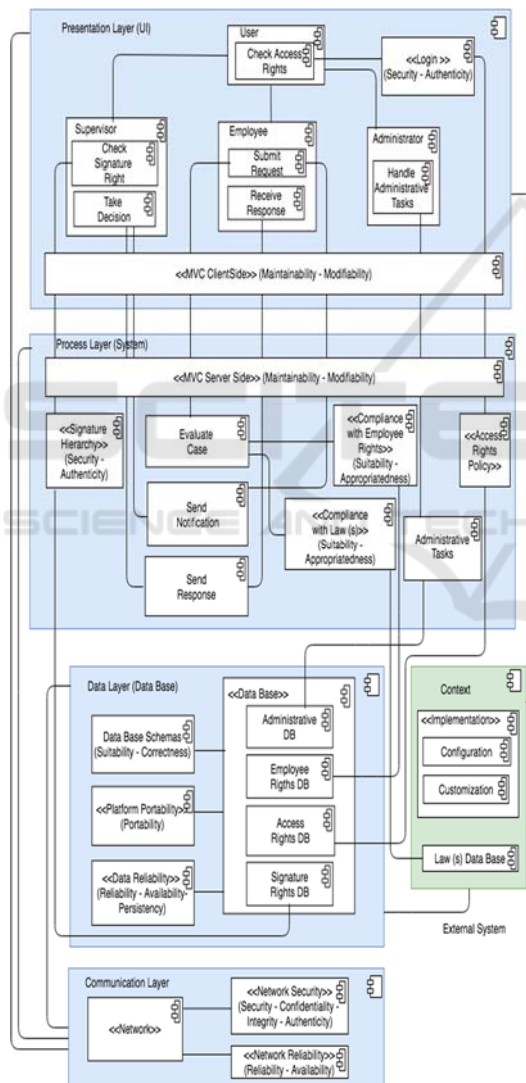 Presentation Layer (UI)
User
Check Access
Rights
<<Login >>
(Security - Authenticity)
Supervisor
Check
Signature
Right
Take
Decision
Employee
Submit
Request
Receive
Response
Administrator
Handle
Administrative
Tasks
<<MVC ClientSide>> (Maintainability - Modifiability)
Process Layer (System)
<<MVC Server Side>> (Maintainability - Modifiability)
<<Signature
Hierarchy>>
(Security -
Authenticity)
Evaluate
Case
<<Compliance
with Employee
Rights>>
(Suitability -
Appropriatedness)
<<Access
Rights
Policy>>
Send
Notification
<<Compliance
with Law (s)>>
(Suitability -
Appropriatedness)
Administrative
Tasks
Send
Response
SCIENCE AND TECH
Data Layer (Data Base)
<<Data Base>>
Data Base Schemas
(Suitability - Correctness)
<<Platform Portability>>
(Portability)
<<Data Reliability>>
(Reliability - Availability-
Persistency)
Administrative
DB
Employee
Rigths DB
Access
Rights DB
Signature
Rights DB
Context
<<Implementation>>
Configuration
Customization
Law (s) Data Base
External System
Communication Layer
<<Network>>
<<Network Security>>
(Security - Confidentiality -
Integrity - Authenticity)
<<Network Reliability>>
(Reliability - Availability)